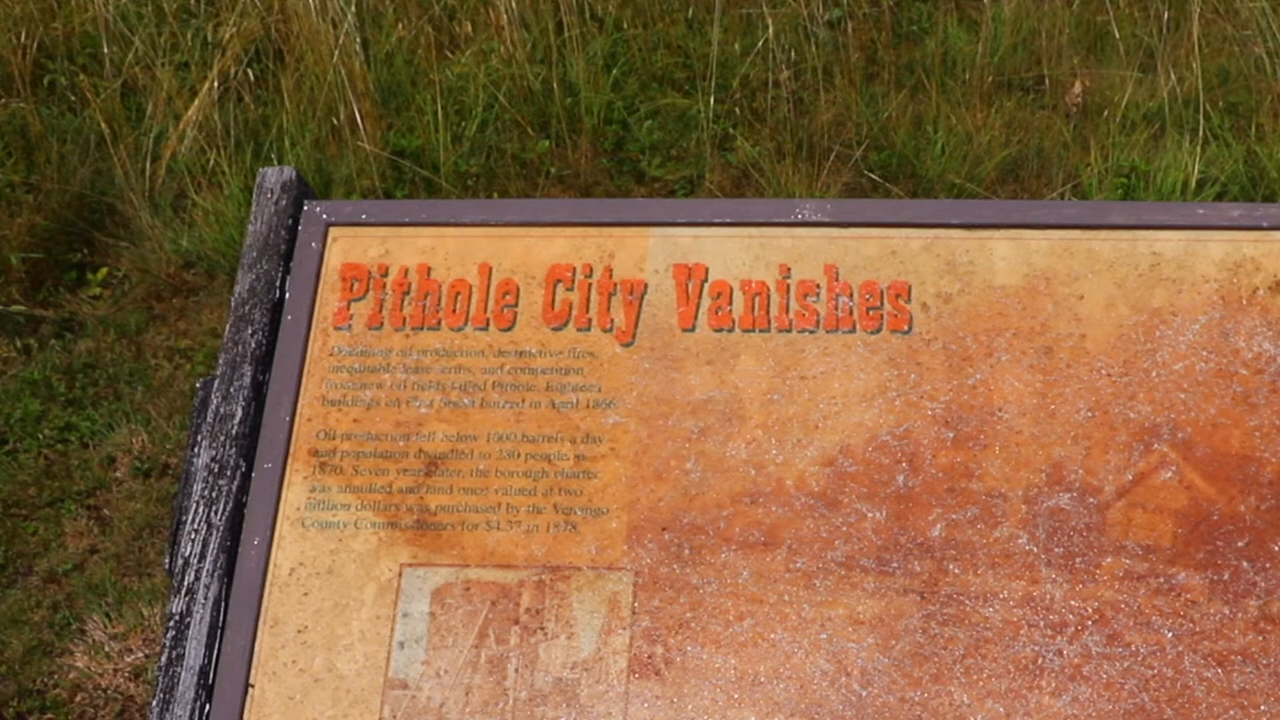 Pithole City Vanishes
Declining oil production, destructive fires,
inequitable lease terms, and competition
from new oil fields killed Pithole. Eighteen
buildings on First Street burned in April 1866.
Oil production fell below 1000 barrels a day
and population dwindled to 280 people in
1870. Seven years later, the borough charter
was annulled and land once valued at two
million dollars was purchased by the Venango
County Commissioners for $4.37 in 1878.